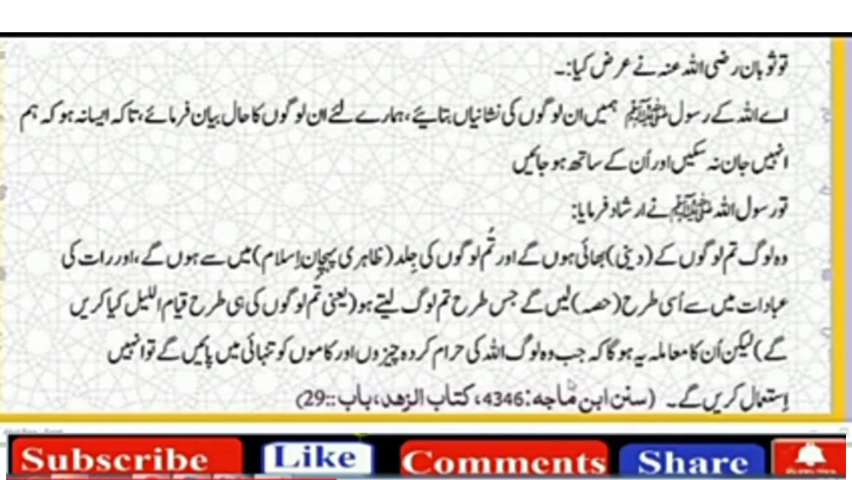 تو ثوبان رضی اللہ عنہ نے عرض کیا:۔
اے اللہ کے رسول ﷺ ہمیں ان لوگوں کی نشانیاں بتائیے، ہمارے لئے ان لوگوں کا حال بیان فرمائے، تاکہ ایسا نہ ہو کہ ہم
انہیں جان نہ سکیں اور اُن کے ساتھ ہو جائیں
تو رسول اللہ ﷺ نے ارشاد فرمایا:
وہ لوگ تم لوگوں کے (دینی) بھائی ہوں گے اور تُم لوگوں کی جِلد (ظاہری پہچان اِسلام) میں سے ہوں گے، اور رات کی
عبادات میں سے اُسی طرح (حصہ) لیں گے جس طرح تم لوگ لیتے ہو (یعنی تُم لوگوں کی ہی طرح قیام اللیل کیا کریں
گے) لیکن اُن کا معاملہ یہ ہو گا کہ جب وہ لوگ اللہ کی حرام کردہ چیزوں اور کاموں کو تنہائی میں پائیں گے تو انہیں
اِستعمال کریں گے۔ (سنن ابن ماجه: 4346، کتاب الزهد، باب::29)
Subscribe Like Comments Share